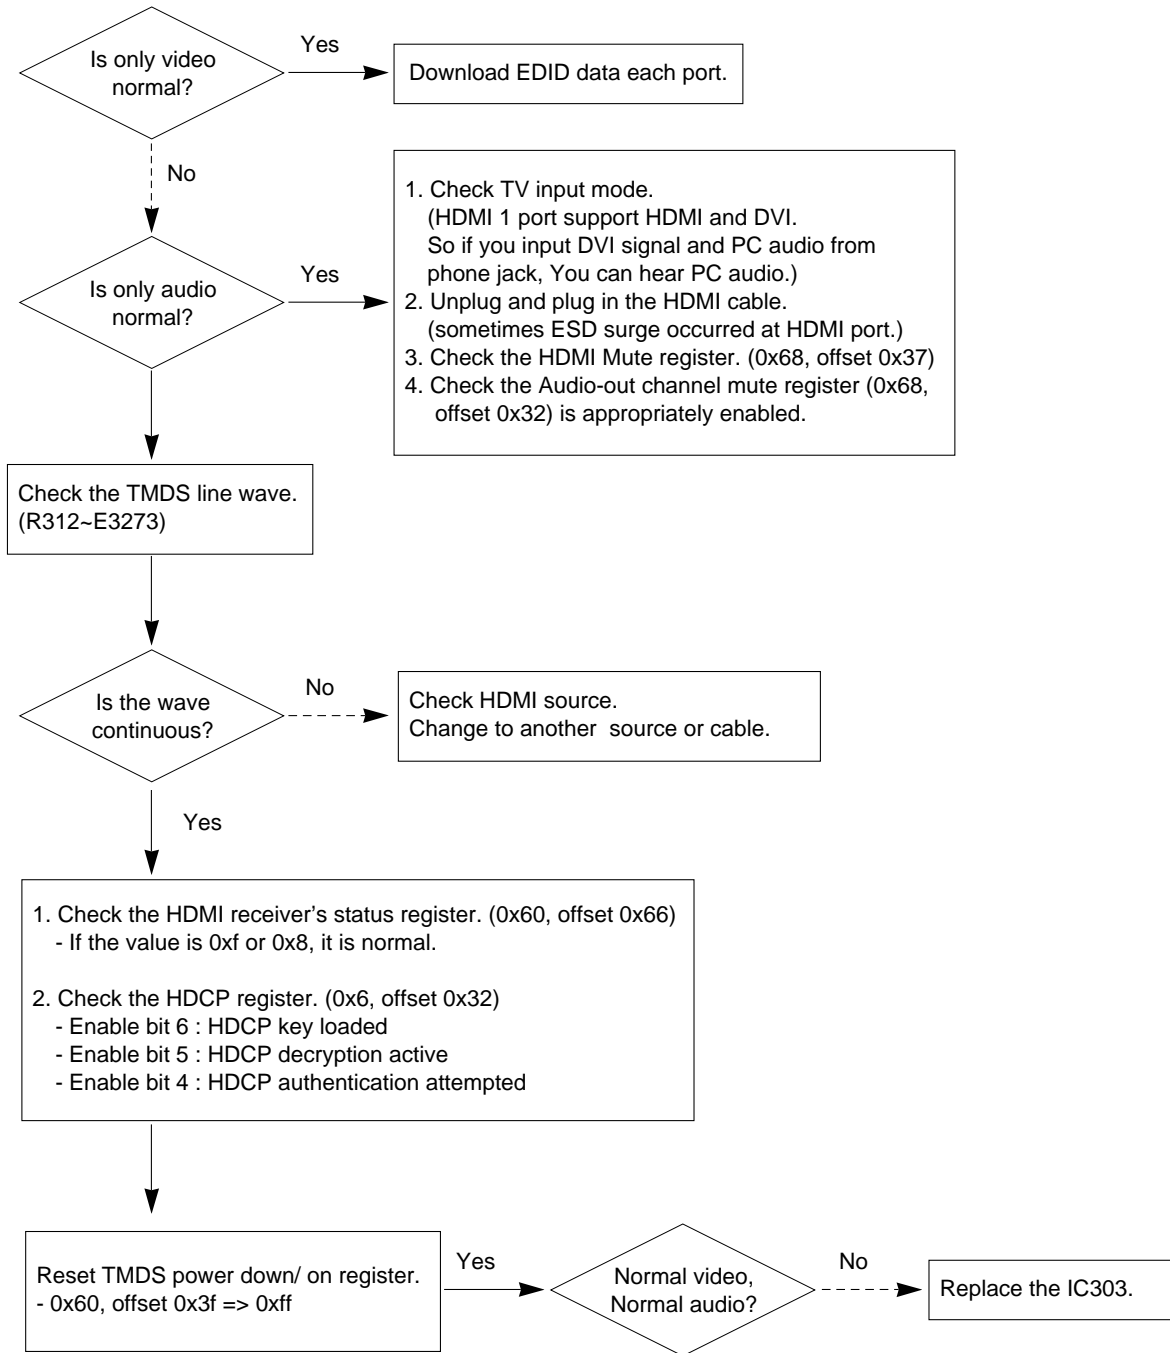 Is only video
normal?
Yes
Download EDID data each port.
No
Is only audio
normal?
Yes
1. Check TV input mode.
(HDMI 1 port support HDMI and DVI.
So if you input DVI signal and PC audio from
phone jack, You can hear PC audio.)
2. Unplug and plug in the HDMI cable.
(sometimes ESD surge occurred at HDMI port.)
3. Check the HDMI Mute register. (0x68, offset 0x37)
4. Check the Audio-out channel mute register (0x68,
offset 0x32) is appropriately enabled.
Check the TMDS line wave.
(R312~E3273)
Is the wave
continuous?
No
Check HDMI source.
Change to another source or cable.
Yes
1. Check the HDMI receiver's status register. (0x60, offset 0x66)
- If the value is 0xf or 0x8, it is normal.
2. Check the HDCP register. (0x6, offset 0x32)
- Enable bit 6 : HDCP key loaded
- Enable bit 5 : HDCP decryption active
- Enable bit 4 : HDCP authentication attempted
Reset TMDS power down/ on register.
- 0x60, offset 0x3f => 0xff
Yes
Normal video,
Normal audio?
No
Replace the IC303.